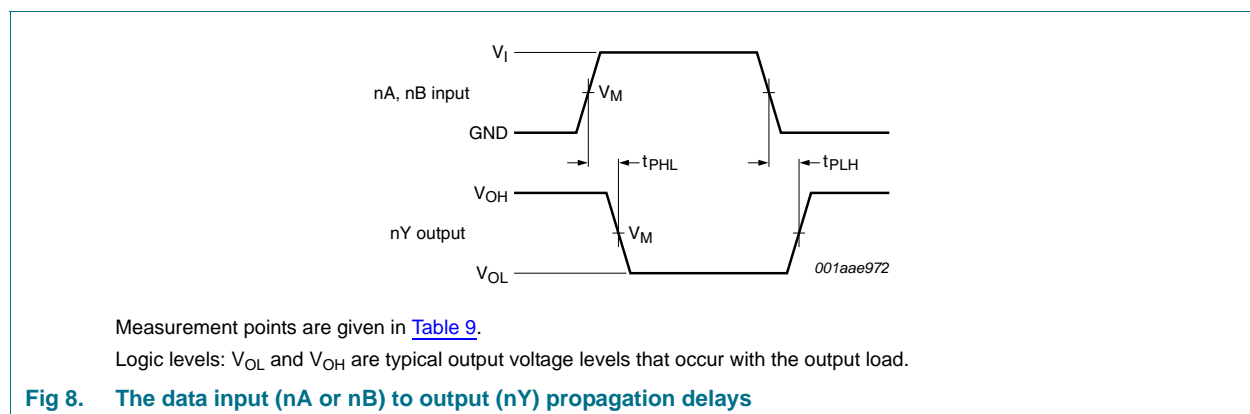 VI
nA, nB input
VM
GND
tPHL
tPLH
VOH
nY output
VM
VOL
001aae972
Measurement points are given in Table 9.
Logic levels: VOL and VOH are typical output voltage levels that occur with the output load.
Fig 8. The data input (nA or nB) to output (nY) propagation delays